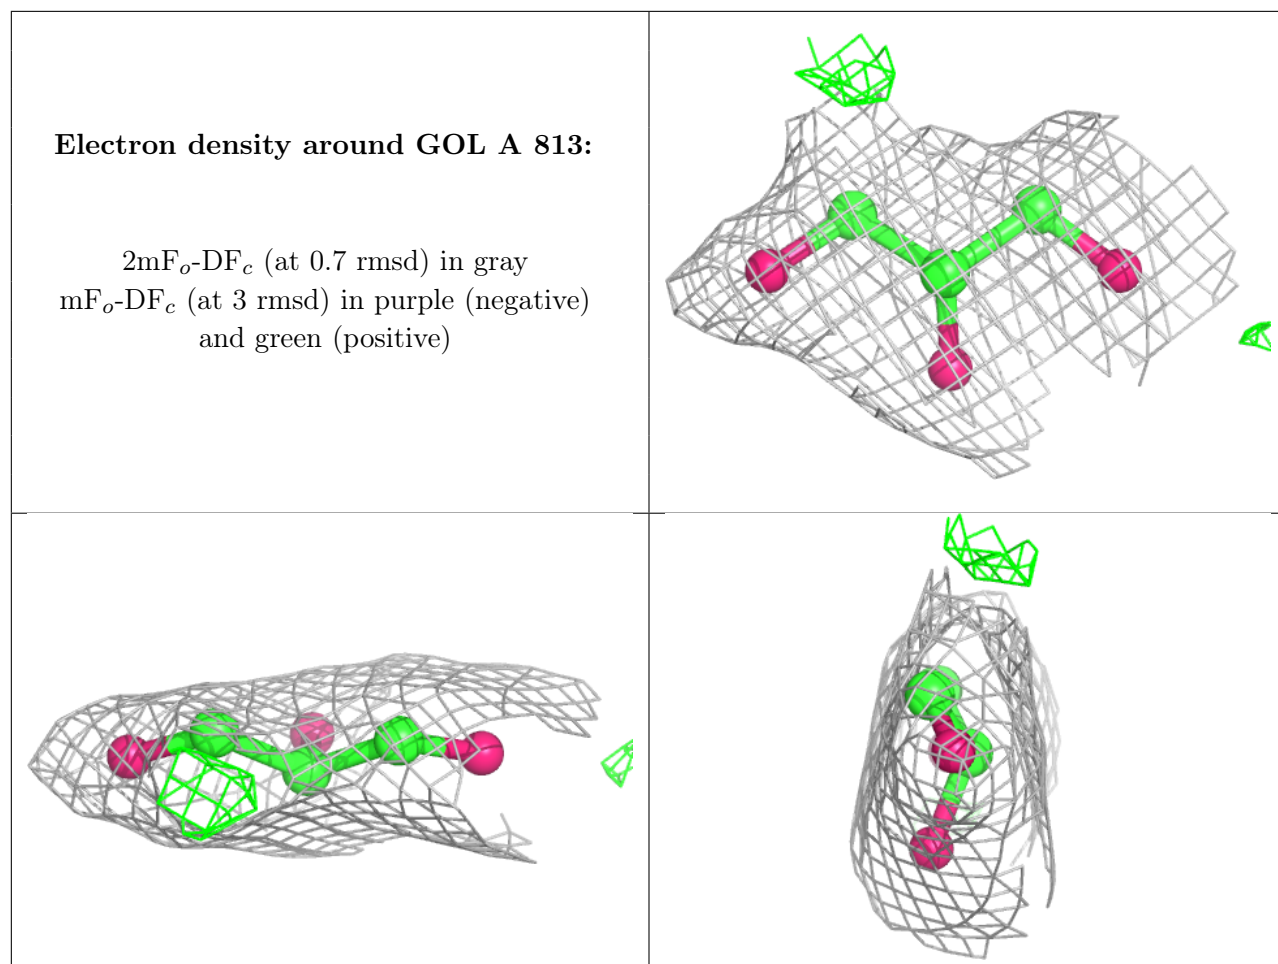 Electron density around GOL A 813:
2mFo-DFc (at 0.7 rmsd) in gray
mFo-DFc (at 3 rmsd) in purple (negative)
and green (positive)